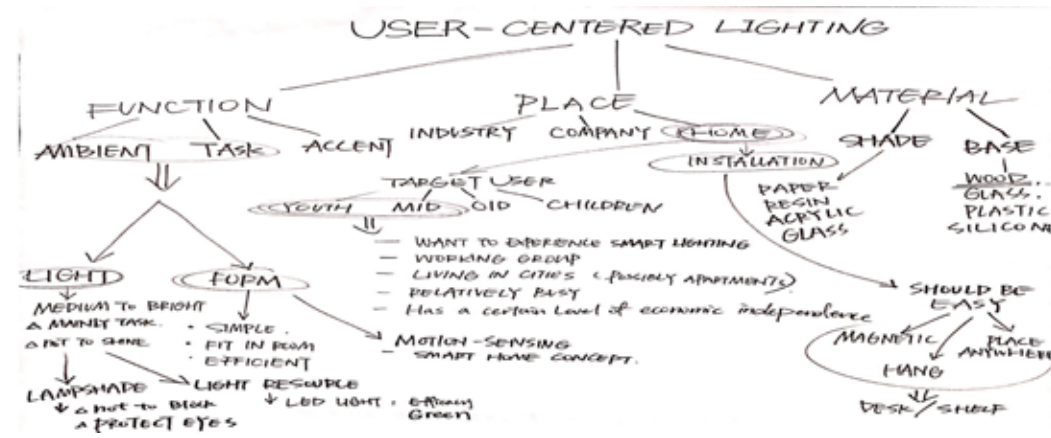 USER-CENTERED LIGHTING
FUNCTION
PLACE
MATERIAL
AMBIENT TASK ACCENT
INDUSTRY COMPANY HOME
SHADE
BASE
INSTALLATION
TARGET USER
YOUTH MID OLD CHILDREN
PAPER
RESIN
ACRYLIC
GLASS
WOOD.
GLASS.
PLASTIC
SILICONE
- WANT TO EXPERIENCE SMART LIGHTING
- WORKING GROUP
- LIVING IN CITIES (POSSIBLY APARTMENTS)
- RELATIVELY BUSY
- Has a certain level of economic independence
LIGHT
FORM
MEDIUM TO BRIGHT
△ MAINLY TASK.
△ NOT TO
• SIMPLE.
• FIT IN ROOM
• EFFICIENT
MOTION-SENSING
- SMART HOME CONCEPT.
LAMPSHADE
△ not to Block
△ PROTECT EYES
LIGHT RESOURCE
LED LIGHT. Efficacy
Green
SHOULD BE
EASY
MAGNETIC
HANG
PLACE
ANYWHERE
DESK/SHELF